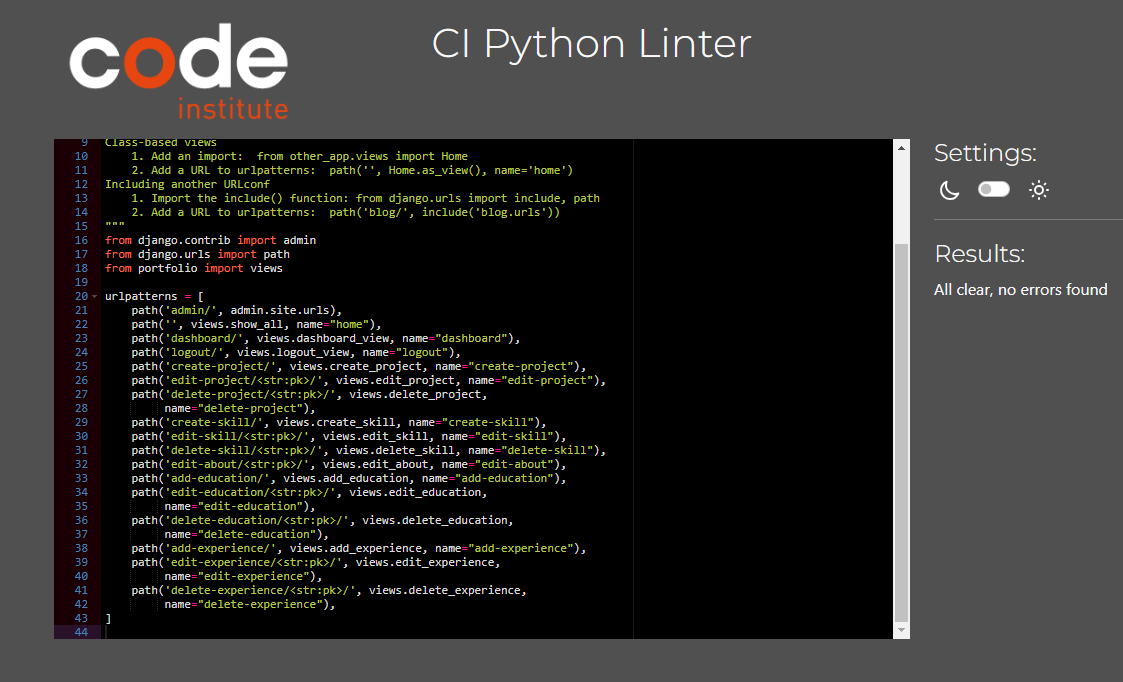 code
institute
CI Python Linter
9 Class-based views
10     1. Add an import:  from other_app.views import Home
11     2. Add a URL to urlpatterns:  path('', Home.as_view(), name='home')
12 Including another URLconf
13     1. Import the include() function: from django.urls import include, path
14     2. Add a URL to urlpatterns:  path('blog/', include('blog.urls'))
15 """
16 from django.contrib import admin
17 from django.urls import path
18 from portfolio import views
19
20 urlpatterns = [
21     path('admin/', admin.site.urls),
22     path('', views.show_all, name="home"),
23     path('dashboard/', views.dashboard_view, name="dashboard"),
24     path('logout/', views.logout_view, name="logout"),
25     path('create-project/', views.create_project, name="create-project"),
26     path('edit-project/<str:pk>/', views.edit_project, name="edit-project"),
27     path('delete-project/<str:pk>/', views.delete_project,
28          name="delete-project"),
29     path('create-skill/', views.create_skill, name="create-skill"),
30     path('edit-skill/<str:pk>/', views.edit_skill, name="edit-skill"),
31     path('delete-skill/<str:pk>/', views.delete_skill, name="delete-skill"),
32     path('edit-about/<str:pk>/', views.edit_about, name="edit-about"),
33     path('add-education/', views.add_education, name="add-education"),
34     path('edit-education/<str:pk>/', views.edit_education,
35          name="edit-education"),
36     path('delete-education/<str:pk>/', views.delete_education,
37          name="delete-education"),
38     path('add-experience/', views.add_experience, name="add-experience"),
39     path('edit-experience/<str:pk>/', views.edit_experience,
40          name="edit-experience"),
41     path('delete-experience/<str:pk>/', views.delete_experience,
42          name="delete-experience"),
43 ]
44
Settings:
Results:
All clear, no errors found